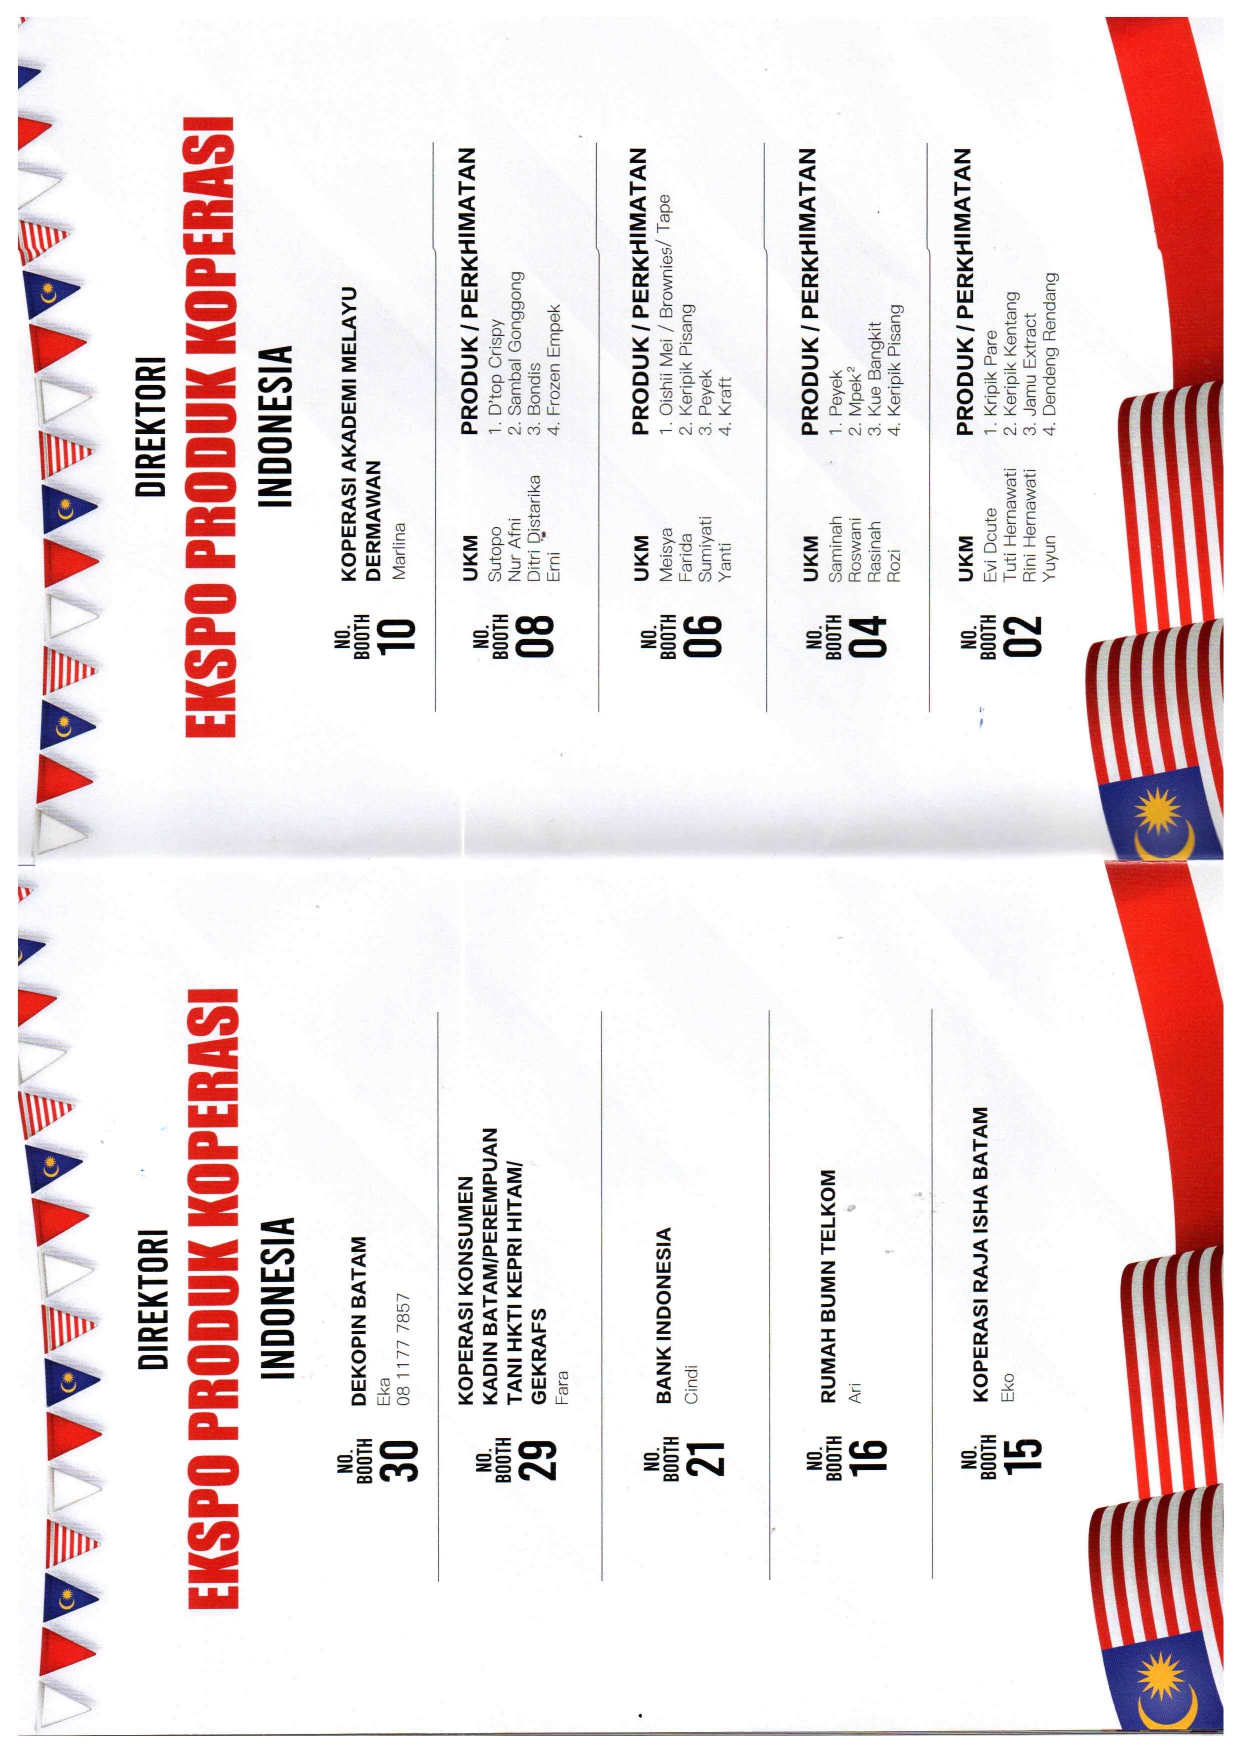 DIREKTORI
EKSPO PRODUK KOPERASI
INDONESIA
NO.
BOOTH
30
DEKOPIN BATAM
Eka
08 1177 7857
NO.
BOOTH
29
KOPERASI KONSUMEN
KADIN BATAM/PEREMPUAN
TANI HKTI KEPRI HITAM/
GEKRAFS
Fara
NO.
BOOTH
21
BANK INDONESIA
Cindi
NO.
BOOTH
16
RUMAH BUMN TELKOM
Ari
NO.
BOOTH
15
KOPERASI RAJA ISHA BATAM
Eko
DIREKTORI
EKSPO PRODUK KOPERASI
INDONESIA
NO.
BOOTH
10
KOPERASI AKADEMI MELAYU
DERMAWAN
Marlina
NO.
BOOTH
08
UKM
Sutopo
Nur Afni
Ditri Distarika
Erni
PRODUK / PERKHIMATAN
1. D'top Crispy
2. Sambal Gonggong
3. Bondis
4. Frozen Empek
NO.
BOOTH
06
UKM
Meisya
Farida
Sumiyati
Yanti
PRODUK / PERKHIMATAN
1. Oishii Mei / Brownies/ Tape
2. Keripik Pisang
3. Peyek
4. Kraft
NO.
BOOTH
04
UKM
Saminah
Roswani
Rasinah
Rozi
PRODUK / PERKHIMATAN
1. Peyek
2. Mpek²
3. Kue Bangkit
4. Keripik Pisang
NO.
BOOTH
02
UKM
Evi Dcute
Tuti Hernawati
Rini Hernawati
Yuyun
PRODUK / PERKHIMATAN
1. Kripik Pare
2. Keripik Kentang
3. Jamu Extract
4. Dendeng Rendang